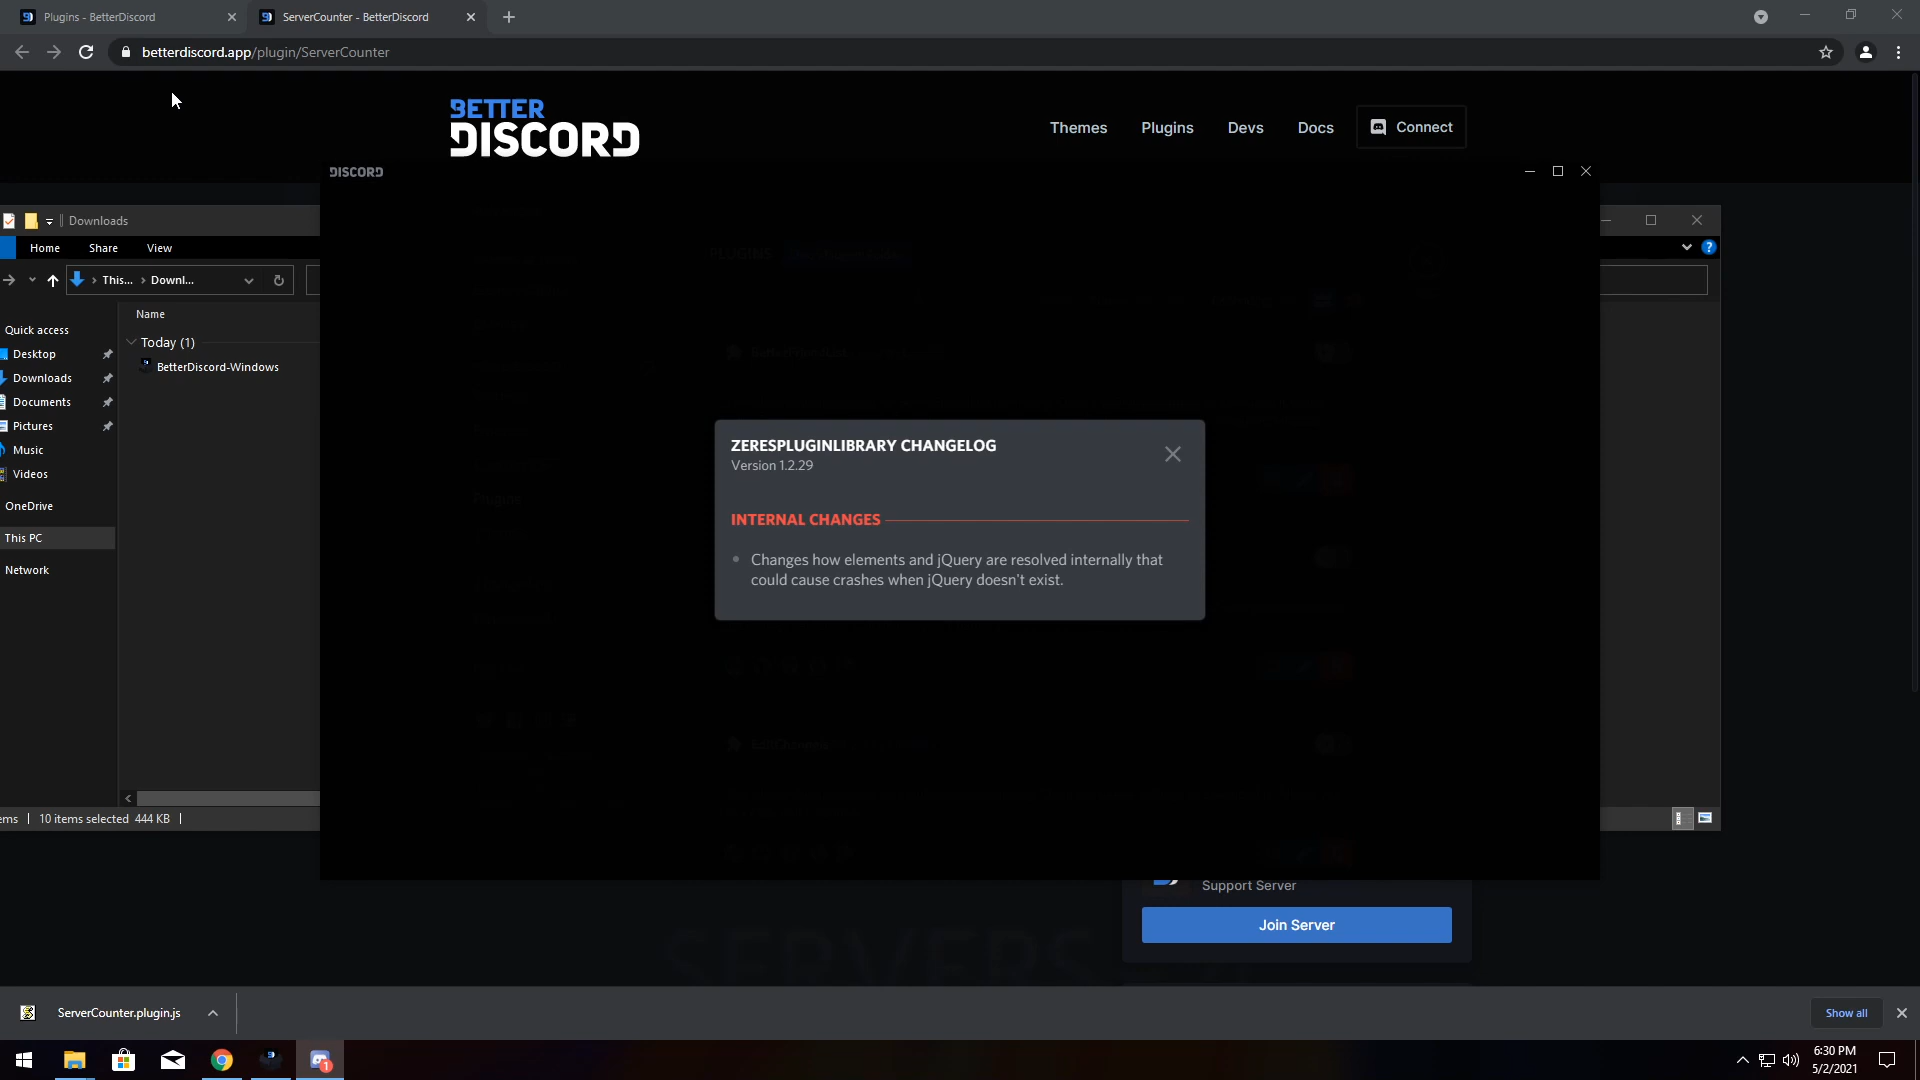 Plugins - BetterDiscord
ServerCounter - BetterDiscord
betterdiscord.app/plugin/ServerCounter
BETTER
DISCORD
Themes
Plugins
Devs
Docs
Connect
DISCORD
Downloads
Home
Share
View
This...
Downl...
Name
Quick access
Today (1)
Desktop
BetterDiscord-Windows
Downloads
Documents
Pictures
Music
Videos
OneDrive
This PC
Network
PLUGINS
Plugins
ZERESPLUGINLIBRARY CHANGELOG
Version 1.2.29
INTERNAL CHANGES
Changes how elements and jQuery are resolved internally that
could cause crashes when jQuery doesn't exist.
ems
10 items selected 444 KB
Support Server
Join Server
SERVERS
ServerCounter.plugin.js
Show all
1
6:30 PM
5/2/2021